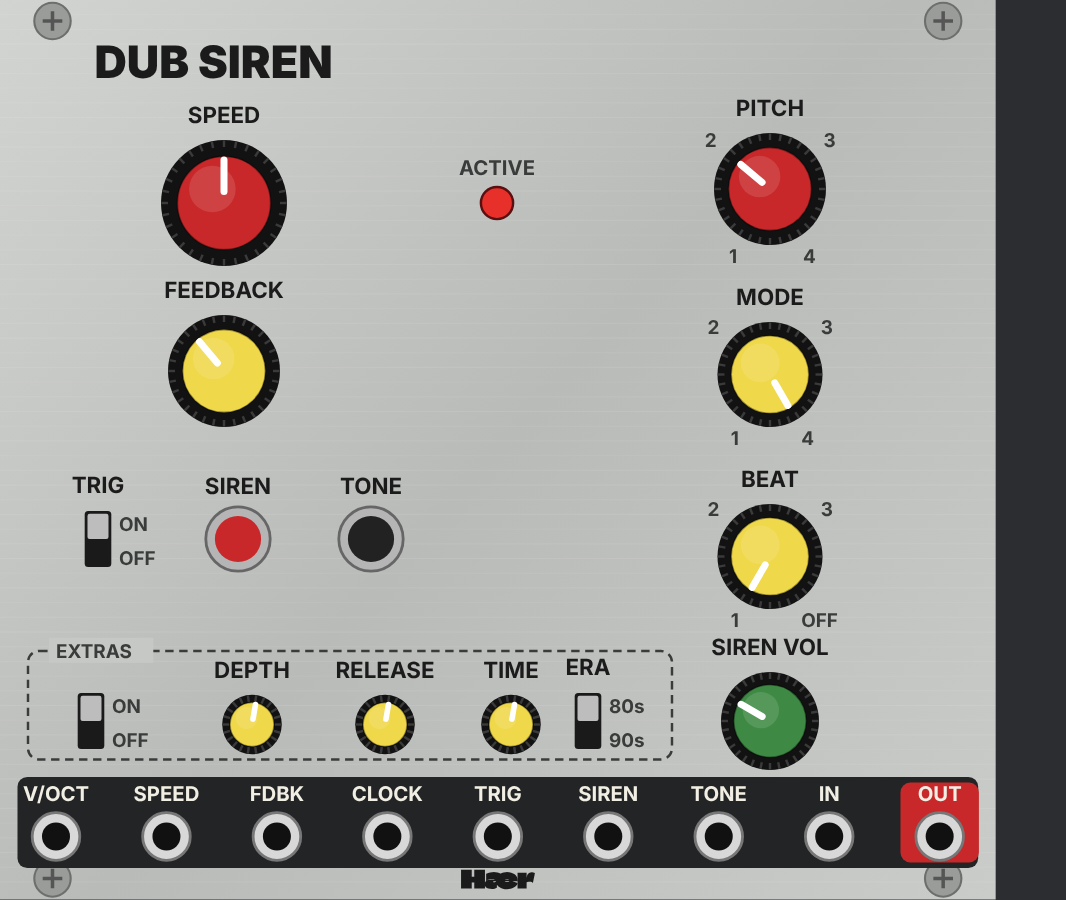 DUB SIREN
SPEED
PITCH
2 3
1 4
ACTIVE
FEEDBACK
MODE
2 3
1 4
TRIG
ON
OFF
SIREN
TONE
BEAT
2 3
1 OFF
SIREN VOL
EXTRAS
ON
OFF
DEPTH
RELEASE
TIME
ERA
80s
90s
V/OCT SPEED FDBK CLOCK TRIG SIREN TONE IN OUT
Hær